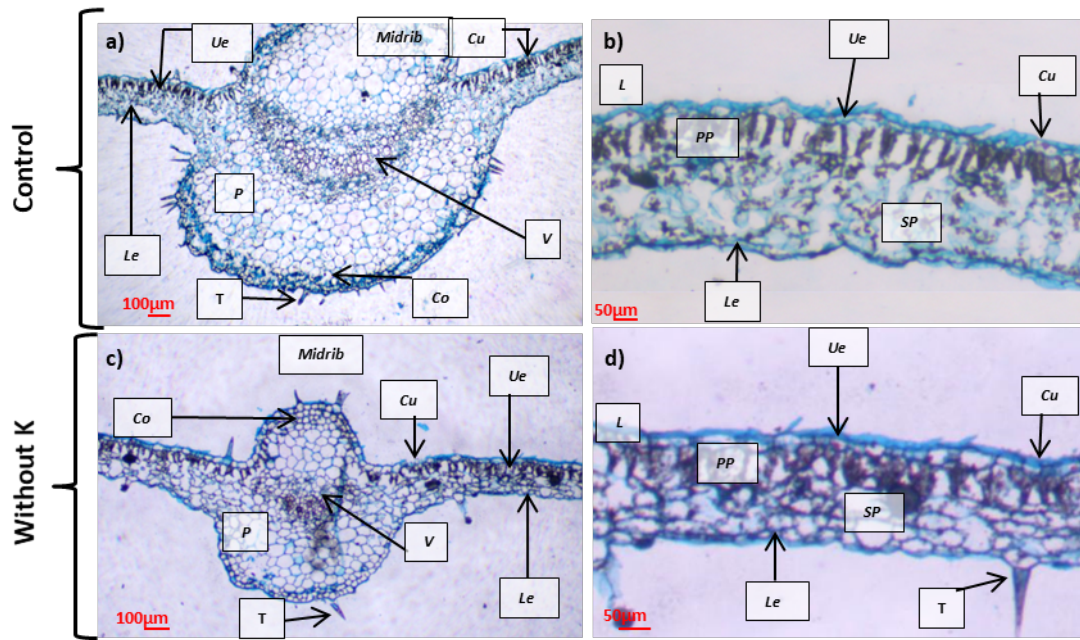 Control
a)
Ue
Midrib
Cu
P
Le
V
T
Co
100μm
b)
Ue
L
Cu
PP
SP
Le
50μm
Without K
c)
Midrib
Co
Cu
Ue
P
V
Le
T
100μm
d)
Ue
L
Cu
PP
SP
Le
T
50μm